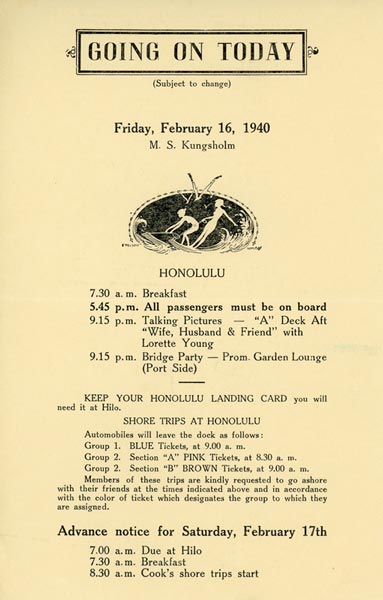 GOING ON TODAY
(Subject to change)
Friday, February 16, 1940
M. S. Kungsholm
HONOLULU
7.30 a. m. Breakfast
5.45 p.m. All passengers must be on board
9.15 p.m. Talking Pictures — "A" Deck Aft
"Wife, Husband & Friend" with
Lorette Young
9.15 p.m. Bridge Party — Prom. Garden Lounge
(Port Side)
KEEP YOUR HONOLULU LANDING CARD you will
need it at Hilo.
SHORE TRIPS AT HONOLULU
Automobiles will leave the dock as follows:
Group 1. BLUE Tickets, at 9.00 a. m.
Group 2. Section "A" PINK Tickets, at 8.30 a. m.
Group 2. Section "B" BROWN Tickets, at 9.00 a. m.
Members of these trips are kindly requested to go ashore
with their friends at the times indicated above and in accordance
with the color of ticket which designates the group to which they
are assigned.
Advance notice for Saturday, February 17th
7.00 a.m. Due at Hilo
7.30 a.m. Breakfast
8.30 a.m. Cook's shore trips start